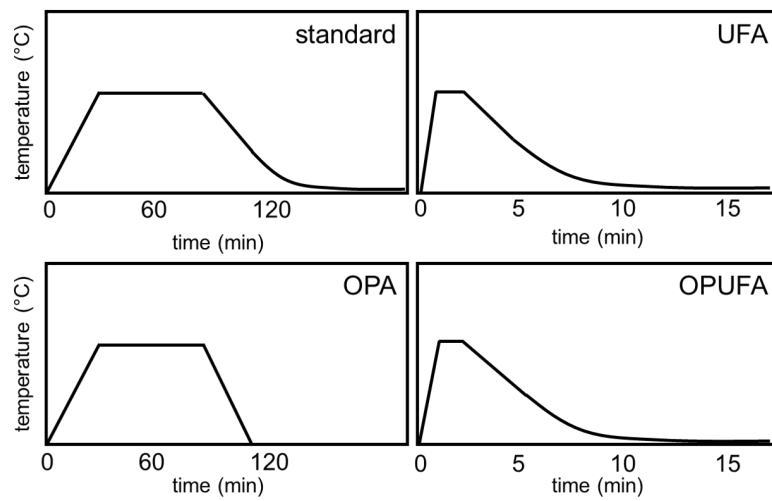 standard
temperature (°C)
0 60 120
time (min)
UFA
0 5 10 15
time (min)
OPA
temperature (°C)
0 60 120
time (min)
OPUFA
0 5 10 15
time (min)